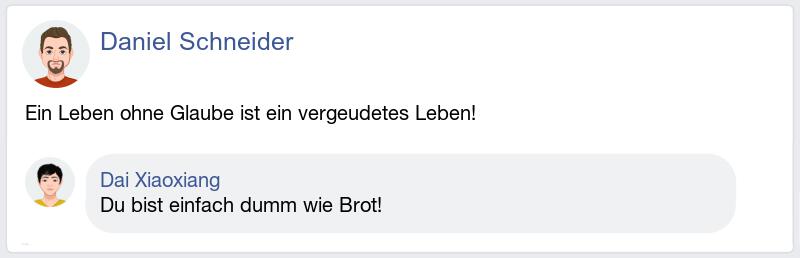 Daniel Schneider
Ein Leben ohne Glaube ist ein vergeudetes Leben!
Dai Xiaoxiang
Du bist einfach dumm wie Brot!